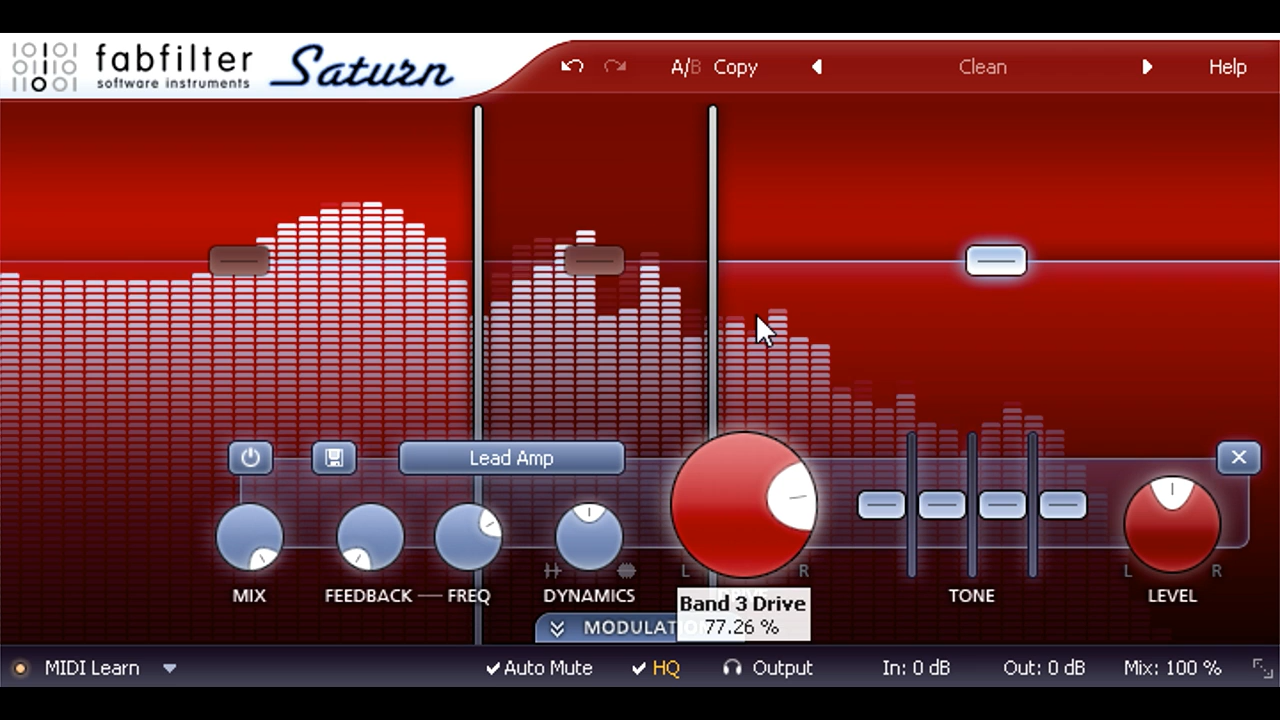 fabfilter
software instruments
Saturn
A/B Copy
Clean
Help
Lead Amp
MIX
FEEDBACK
FREQ
DYNAMICS
L R
TONE
L R
LEVEL
Band 3 Drive
77.26 %
MIDI Learn
Auto Mute
HQ
Output
In: 0 dB
Out: 0 dB
Mix: 100 %